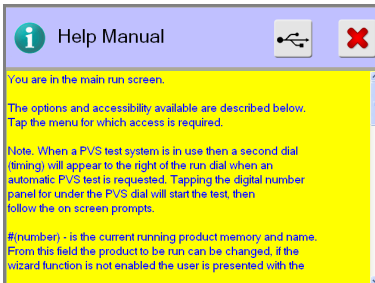 Help Manual
You are in the main run screen.
The options and accessibility available are described below.
Tap the menu for which access is required.
Note. When a PVS test system is in use then a second dial
(timing) will appear to the right of the run dial when an
automatic PVS test is requested. Tapping the digital number
panel for under the PVS dial will start the test, then
follow the on screen prompts.
#(number) - is the current running product memory and name.
From this field the product to be run can be changed, if the
wizard function is not enabled the user is presented with the